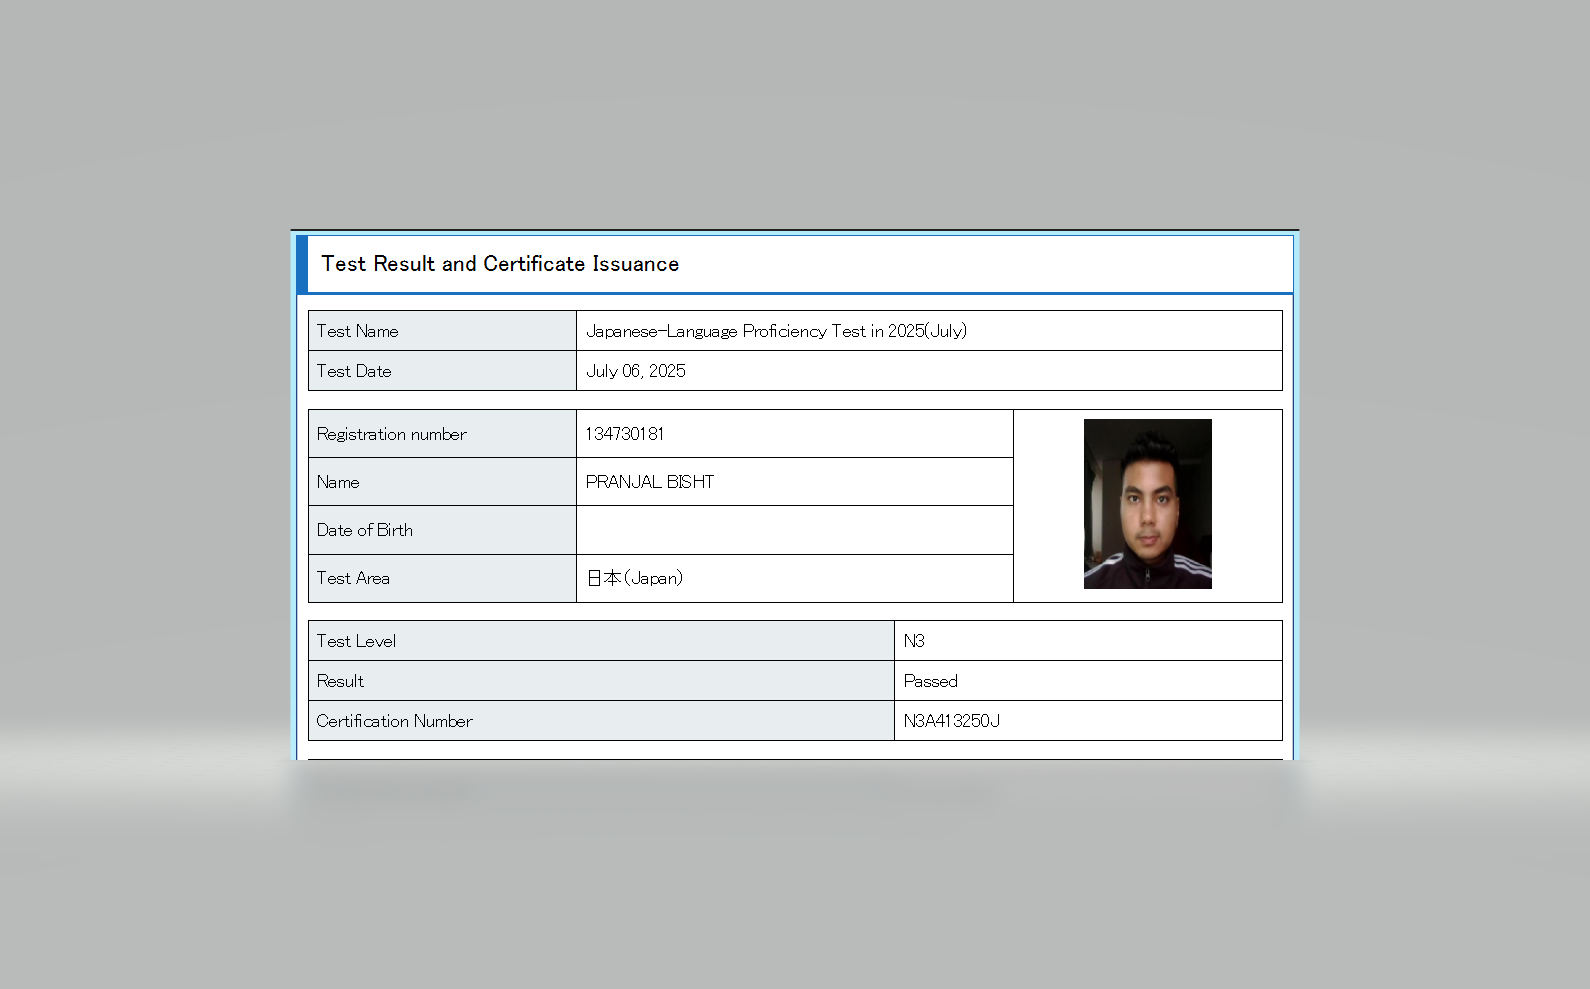 Test Result and Certificate Issuance
Test Name Japanese-Language Proficiency Test in 2025(July)
Test Date July 06, 2025
Registration number 134730181
Name PRANJAL BISHT
Date of Birth
Test Area 日本(Japan)
Test Level N3
Result Passed
Certification Number N3A413250J